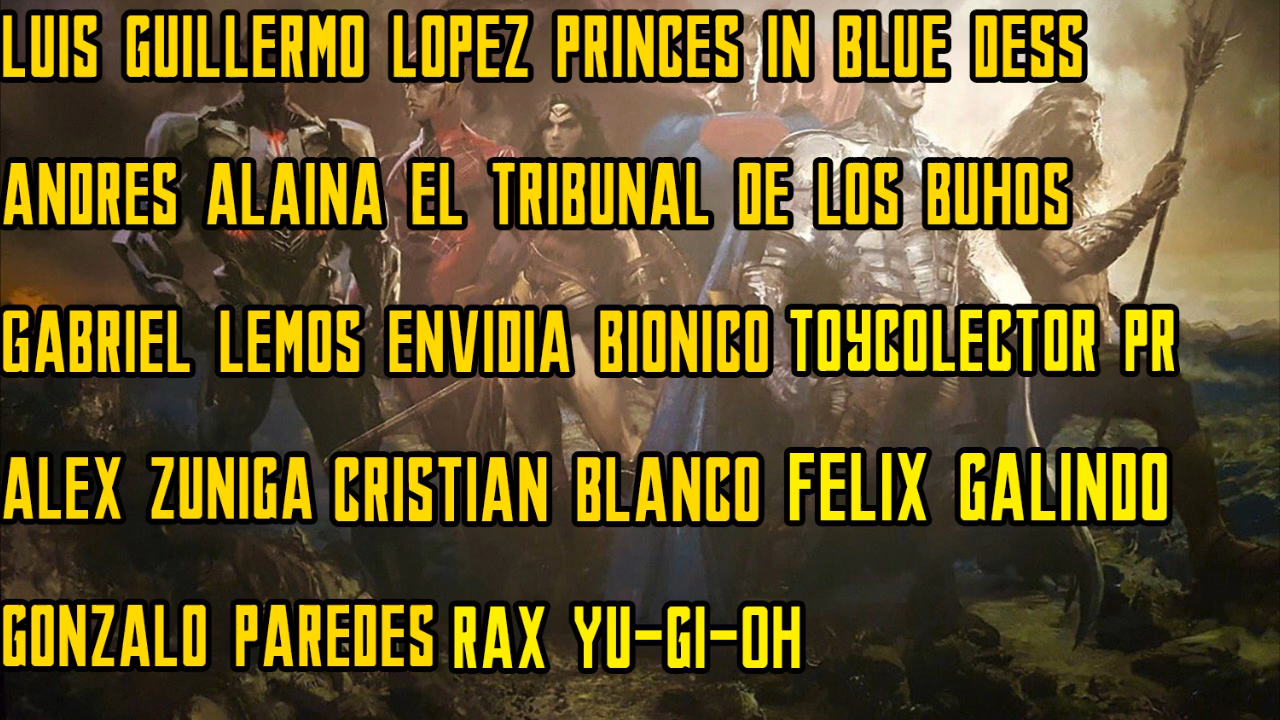 LUIS GUILLERMO LOPEZ PRINCES IN BLUE DESS
ANDRES ALAINA EL TRIBUNAL DE LOS BUHOS
GABRIEL LEMOS ENVIDIA BIONICO TOYCOLECTOR PR
ALEX ZUNIGA CRISTIAN BLANCO FELIX GALINDO
GONZALO PAREDES RAX YU-GI-OH